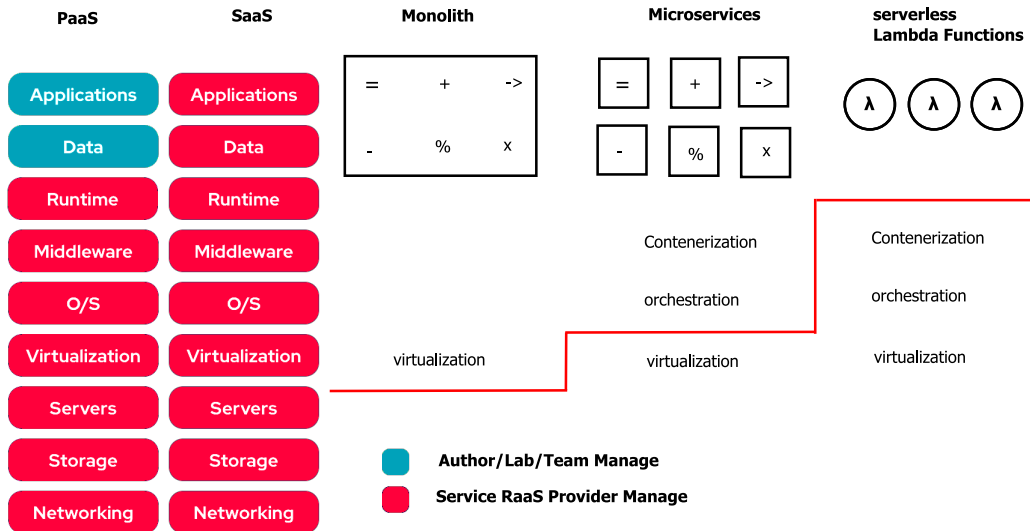 PaaS
SaaS
Monolith
Microservices
serverless
Lambda Functions
Applications
Data
Runtime
Middleware
O/S
Virtualization
Servers
Storage
Networking
Applications
Data
Runtime
Middleware
O/S
Virtualization
Servers
Storage
Networking
= + ->
- % x
virtualization
= + ->
- % x
Contenerization
orchestration
virtualization
λ λ λ
Contenerization
orchestration
virtualization
Author/Lab/Team Manage
Service RaaS Provider Manage